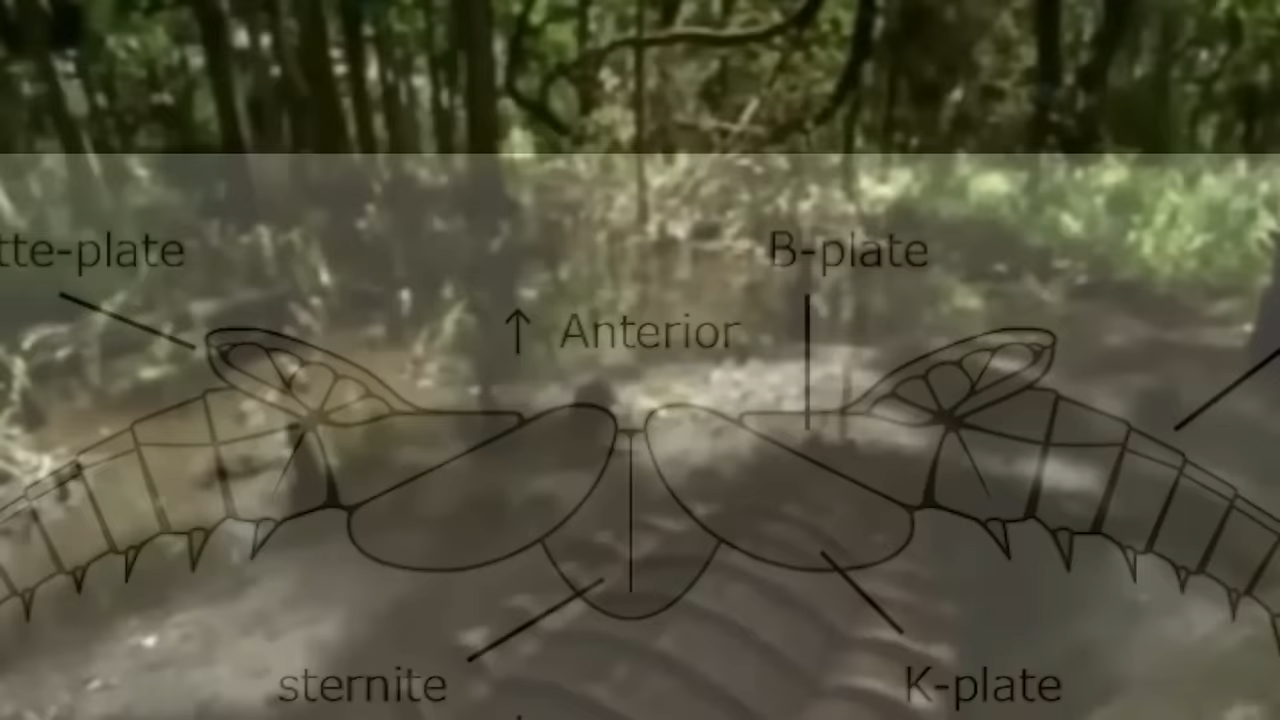 tte-plate
B-plate
↑ Anterior
sternite
K-plate